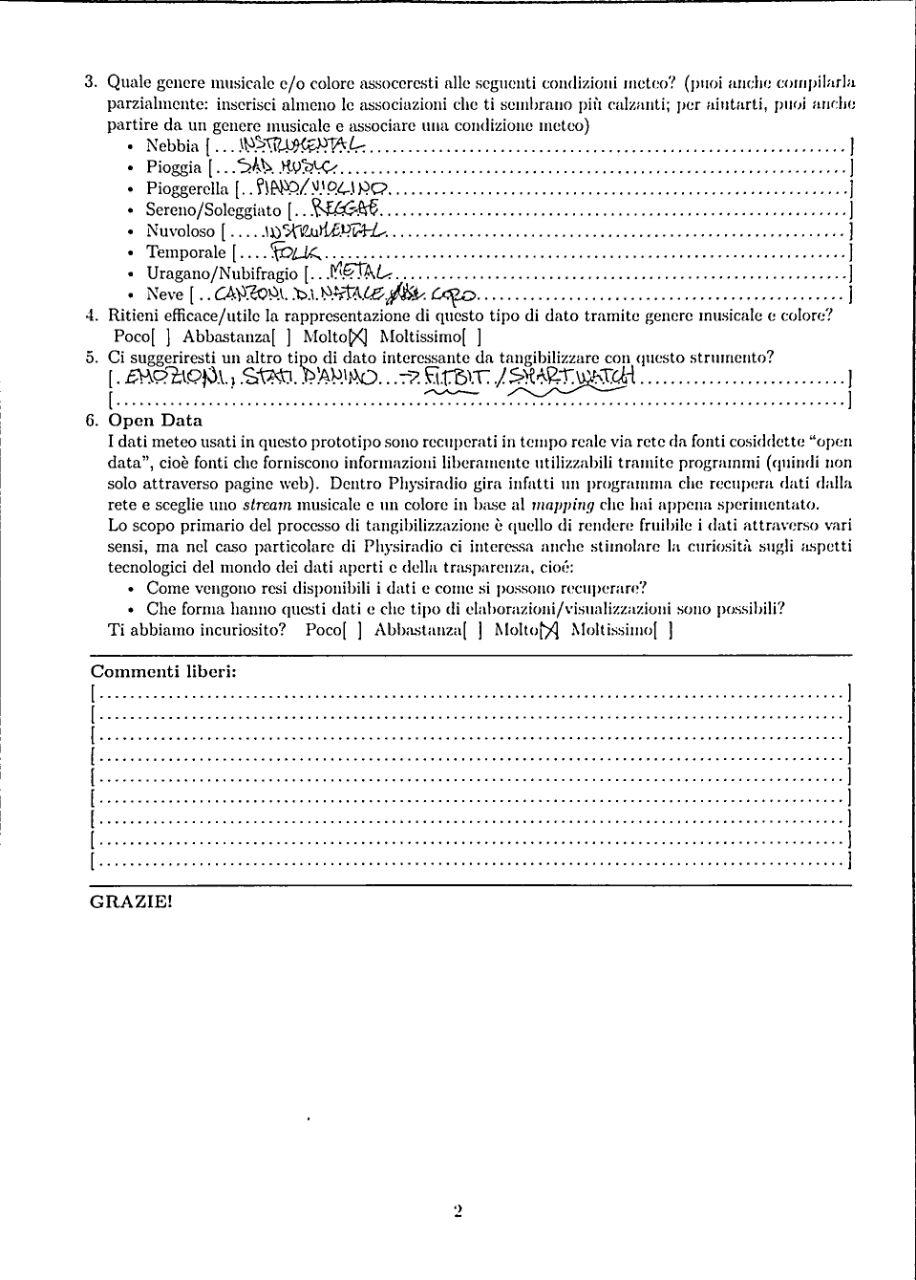 3. Quale genere musicale e/o colore assoceresti alle seguenti condizioni meteo? (puoi anche compilarla
parzialmente: inserisci almeno le associazioni che ti sembrano più calzanti; per aiutarti, puoi anche
partire da un genere musicale e associare una condizione meteo)
• Nebbia [...INSTRUMENTAL...]
• Pioggia [...SAD MUSIC...]
• Pioggerella [..PIANO/VIOLINO...]
• Sereno/Soleggiato [...REGGAE...]
• Nuvoloso [.....INSTRUMENTAL...]
• Temporale [....FOLK...]
• Uragano/Nubifragio [...METAL...]
• Neve [..CANZONI DI NATALE CORO...]
4. Ritieni efficace/utile la rappresentazione di questo tipo di dato tramite genere musicale e colore?
Poco[ ] Abbastanza[ ] Molto[X] Moltissimo[ ]
5. Ci suggeriresti un altro tipo di dato interessante da tangibilizzare con questo strumento?
[.EMOZIONI, STATI D'ANIMO...→ FITBIT / SMARTWATCH...]
[...]
6. Open Data
I dati meteo usati in questo prototipo sono recuperati in tempo reale via rete da fonti cosiddette “open
data”, cioè fonti che forniscono informazioni liberamente utilizzabili tramite programmi (quindi non
solo attraverso pagine web). Dentro Physiradio gira infatti un programma che recupera dati dalla
rete e sceglie uno stream musicale e un colore in base al mapping che hai appena sperimentato.
Lo scopo primario del processo di tangibilizzazione è quello di rendere fruibile i dati attraverso vari
sensi, ma nel caso particolare di Physiradio ci interessa anche stimolare la curiosità sugli aspetti
tecnologici del mondo dei dati aperti e della trasparenza, cioé:
• Come vengono resi disponibili i dati e come si possono recuperare?
• Che forma hanno questi dati e che tipo di elaborazioni/visualizzazioni sono possibili?
Ti abbiamo incuriosito? Poco[ ] Abbastanza[ ] Molto[X] Moltissimo[ ]
Commenti liberi:
[...]
[...]
[...]
[...]
[...]
[...]
[...]
[...]
[...]
GRAZIE!
2